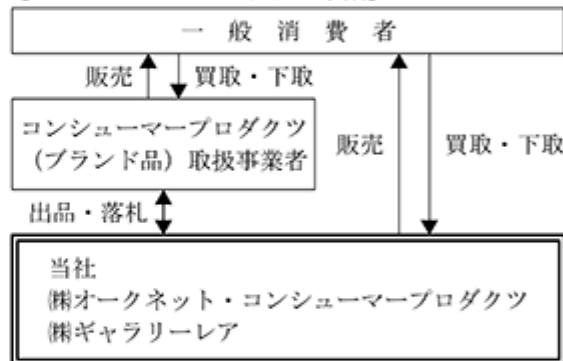 一般消費者
販売 買取・下取
コンシューマープロダクツ
(ブランド品)取扱事業者
販売 買取・下取
出品・落札
当社
㈱オークネット・コンシューマープロダクツ
㈱ギャラリーレア